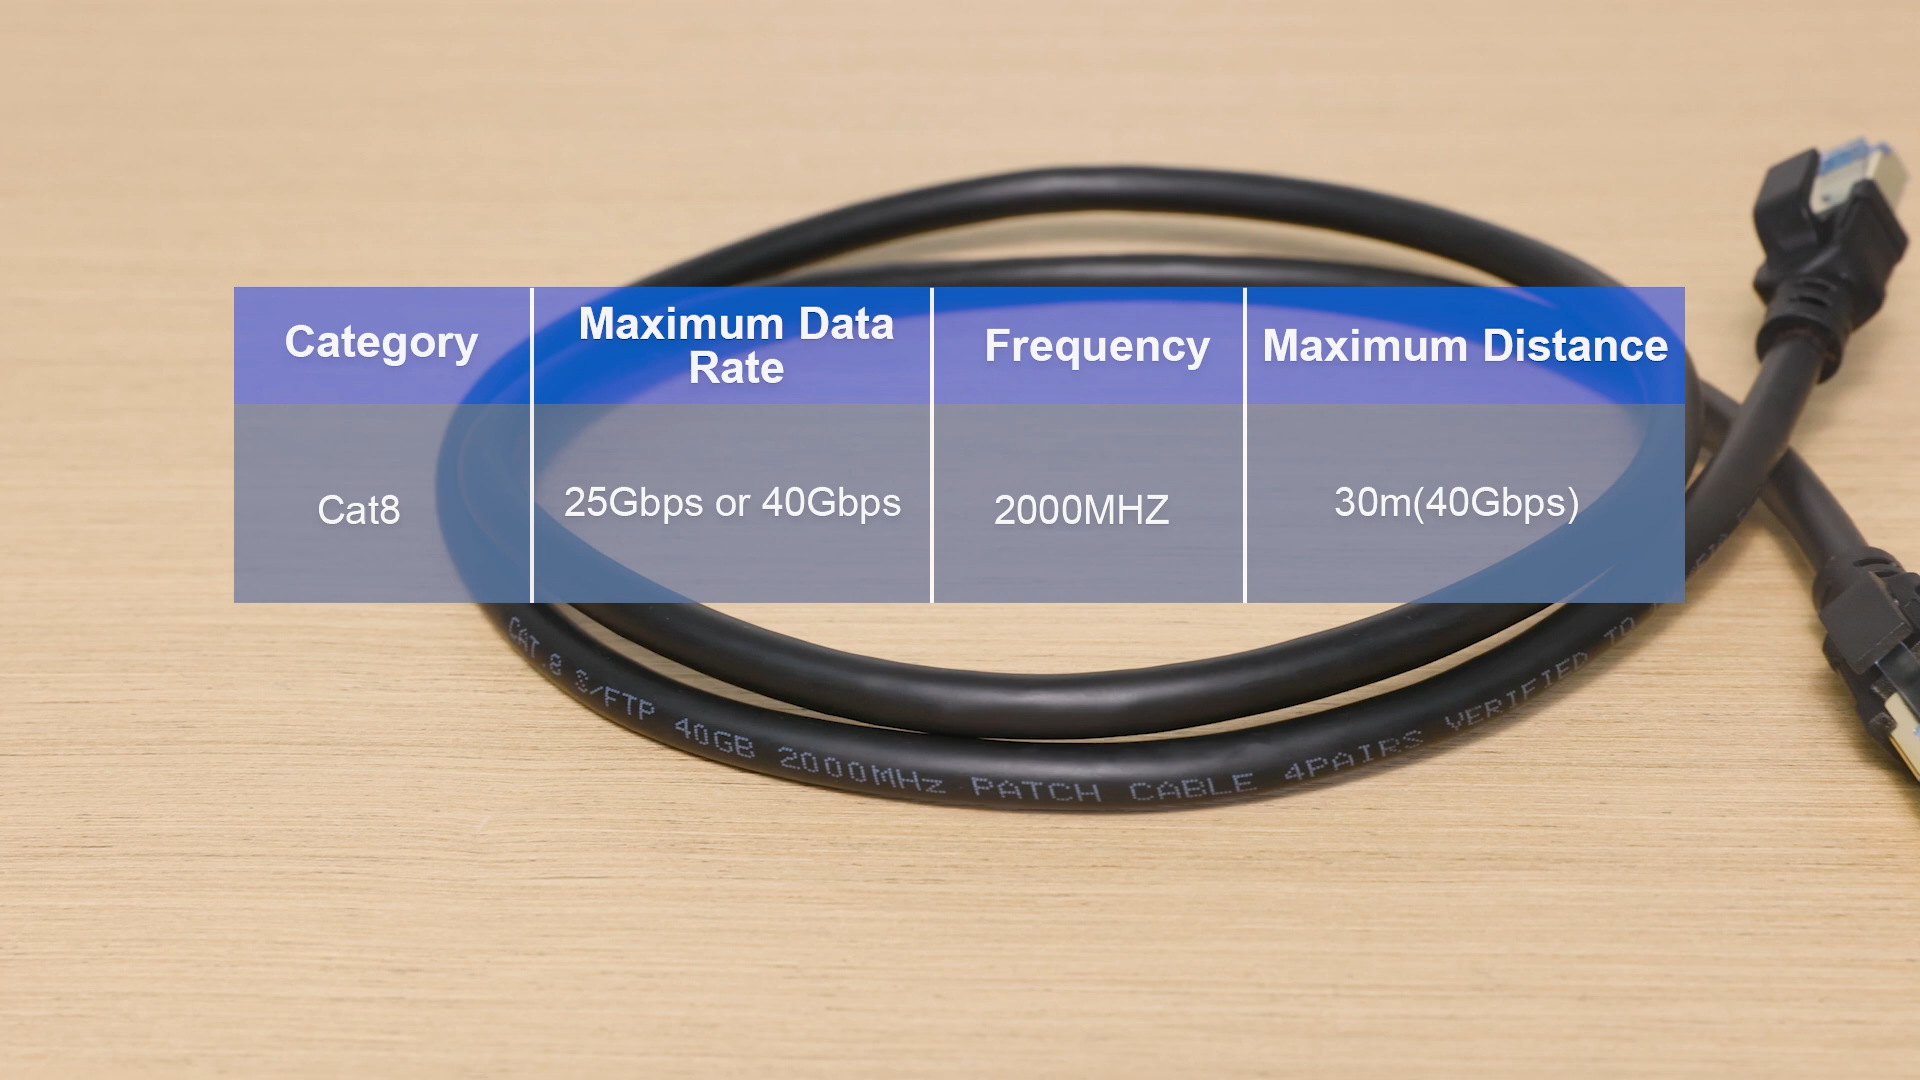 Category
Maximum Data
Rate
Frequency
Maximum Distance
Cat8
25Gbps or 40Gbps
2000MHZ
30m(40Gbps)
CAT.8 S/FTP 40GB 2000MHz PATCH CABLE 4PAIRS VERIFIED TO